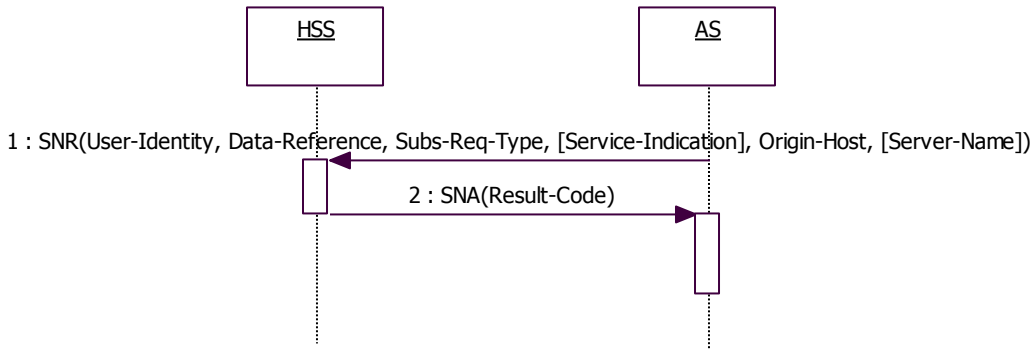 HSS
AS
1 : SNR(User-Identity, Data-Reference, Subs-Req-Type, [Service-Indication], Origin-Host, [Server-Name])
2 : SNA(Result-Code)